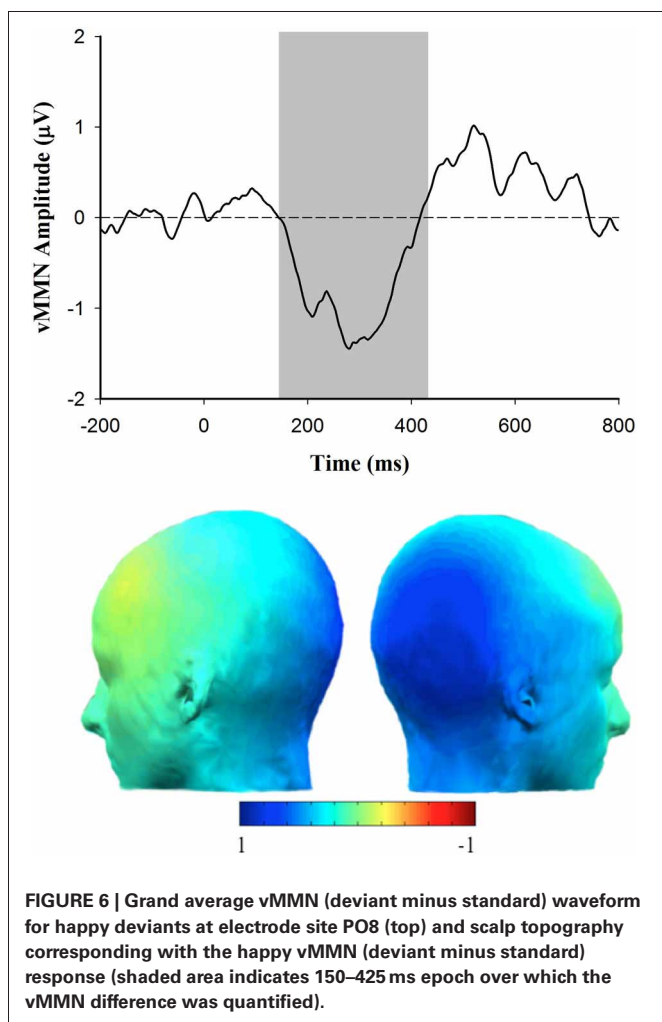 2
1
0
-1
-2
vMMN Amplitude (µV)
-200 0 200 400 600 800
Time (ms)
1 -1
FIGURE 6 | Grand average vMMN (deviant minus standard) waveform
for happy deviants at electrode site PO8 (top) and scalp topography
corresponding with the happy vMMN (deviant minus standard)
response (shaded area indicates 150–425 ms epoch over which the
vMMN difference was quantified).